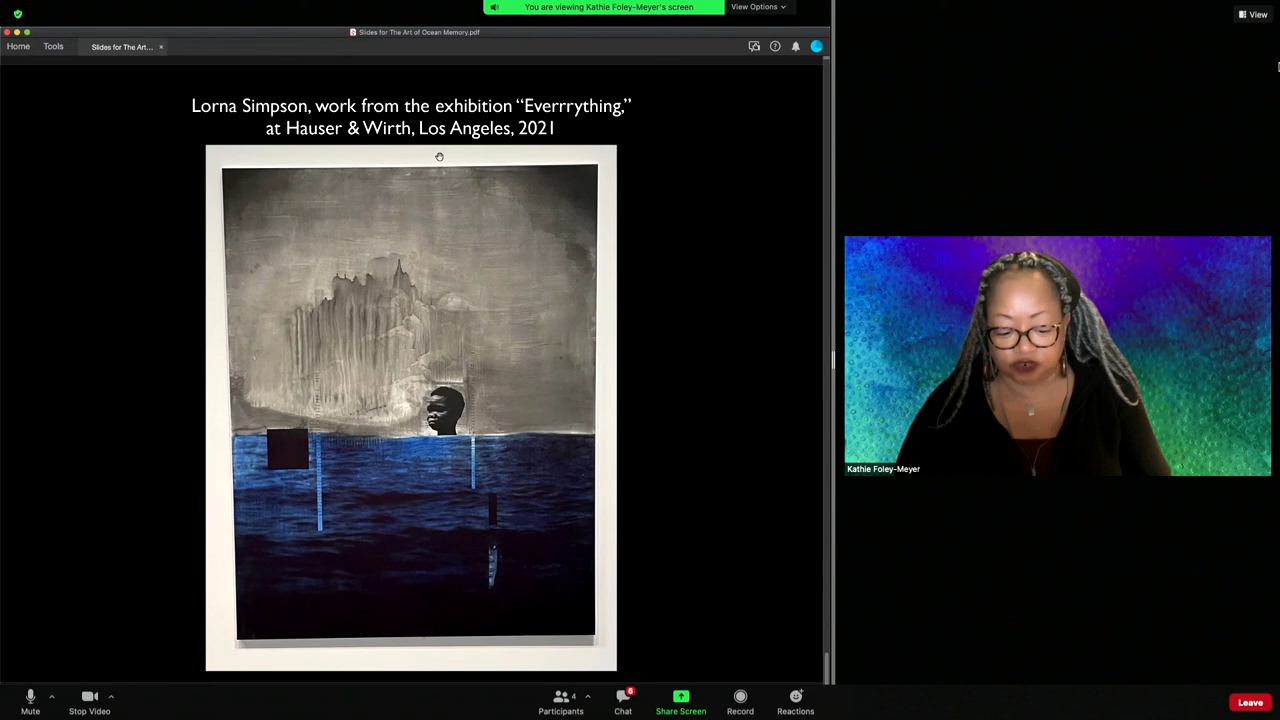 You are viewing Kathie Foley-Meyer's screen
View Options
View
Slides for The Art of Ocean Memory.pdf
Home
Tools
Slides for The Art...
Lorna Simpson, work from the exhibition “Everrrything,”
at Hauser & Wirth, Los Angeles, 2021
Kathie Foley-Meyer
Mute
Stop Video
Participants
4
Chat
6
Share Screen
Record
Reactions
Leave